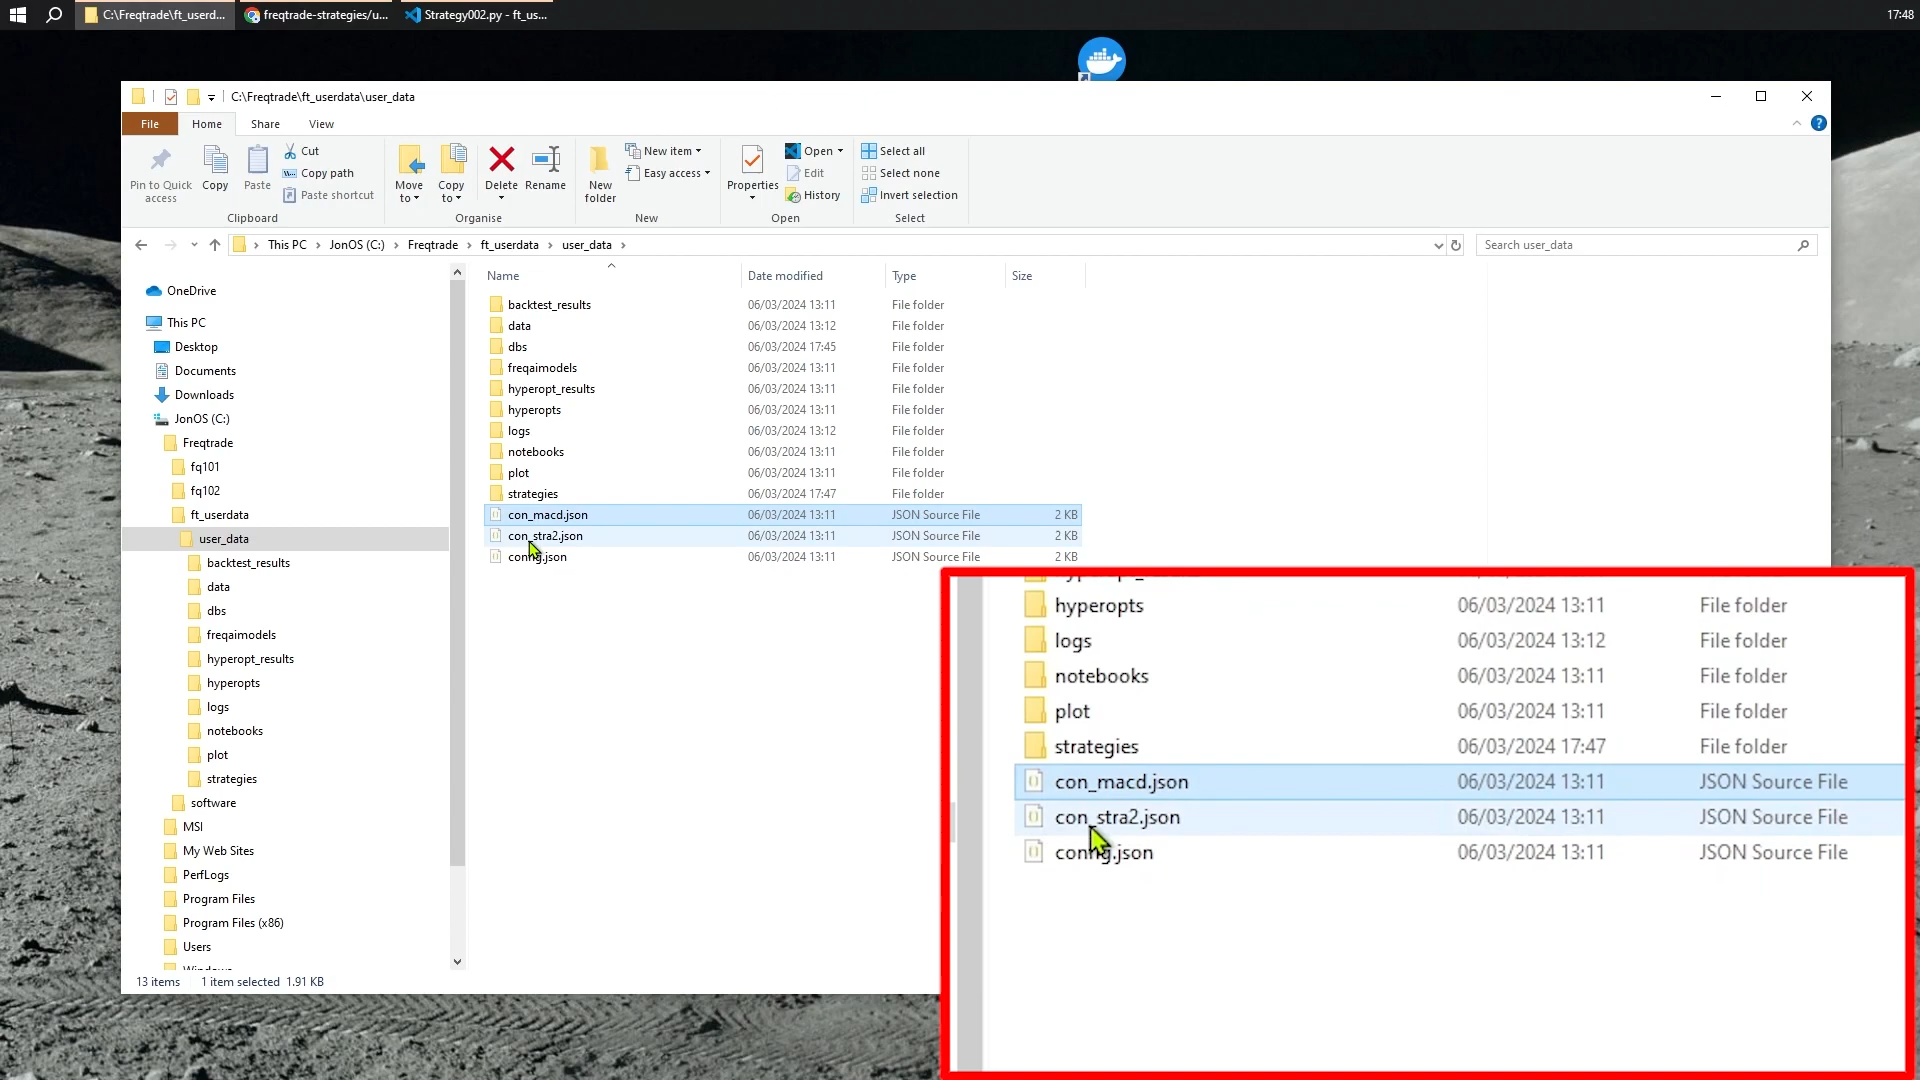 C:\Freqtrade\ft_userd...
freqtrade-strategies/u...
Strategy002.py - ft_us...
17:48
C:\Freqtrade\ft_userdata\user_data
File Home Share View
Pin to Quick access
Copy
Paste
Cut
Copy path
Paste shortcut
Clipboard
Move to
Copy to
Delete
Rename
Organise
New folder
New item
Easy access
New
Properties
Open
Edit
History
Open
Select all
Select none
Invert selection
Select
This PC > JonOS (C:) > Freqtrade > ft_userdata > user_data >
Search user_data
OneDrive
This PC
Desktop
Documents
Downloads
JonOS (C:)
Freqtrade
fq101
fq102
ft_userdata
user_data
backtest_results
data
dbs
freqaimodels
hyperopt_results
hyperopts
logs
notebooks
plot
strategies
software
MSI
My Web Sites
PerfLogs
Program Files
Program Files (x86)
Users
Name Date modified Type Size
backtest_results 06/03/2024 13:11 File folder
data 06/03/2024 13:12 File folder
dbs 06/03/2024 17:45 File folder
freqaimodels 06/03/2024 13:11 File folder
hyperopt_results 06/03/2024 13:11 File folder
hyperopts 06/03/2024 13:11 File folder
logs 06/03/2024 13:12 File folder
notebooks 06/03/2024 13:11 File folder
plot 06/03/2024 13:11 File folder
strategies 06/03/2024 17:47 File folder
con_macd.json 06/03/2024 13:11 JSON Source File 2 KB
con_stra2.json 06/03/2024 13:11 JSON Source File 2 KB
config.json 06/03/2024 13:11 JSON Source File 2 KB
hyperopts 06/03/2024 13:11 File folder
logs 06/03/2024 13:12 File folder
notebooks 06/03/2024 13:11 File folder
plot 06/03/2024 13:11 File folder
strategies 06/03/2024 17:47 File folder
con_macd.json 06/03/2024 13:11 JSON Source File
con_stra2.json 06/03/2024 13:11 JSON Source File
config.json 06/03/2024 13:11 JSON Source File
13 items 1 item selected 1.91 KB